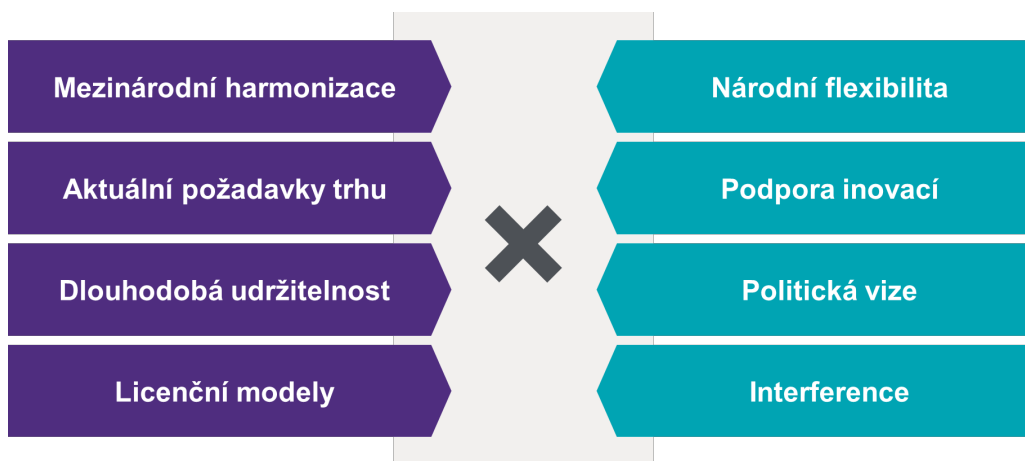 Mezinárodní harmonizace
Národní flexibilita
Aktuální požadavky trhu
Podpora inovací
Dlouhodobá udržitelnost
Politická vize
Licenční modely
Interference